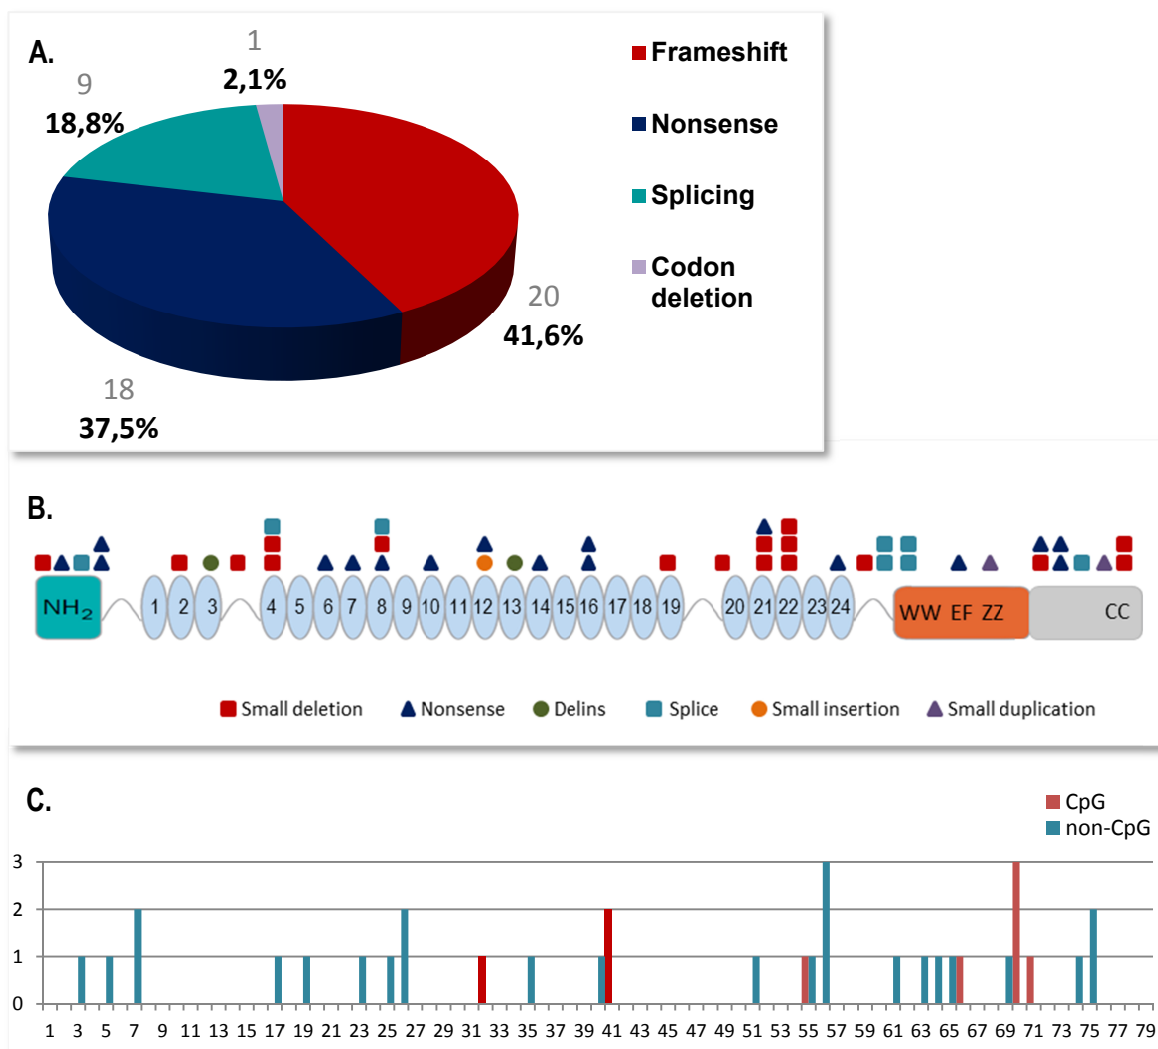 A.
1
2,1%
9
18,8%
20
41,6%
18
37,5%
Frameshift
Nonsense
Splicing
Codon
deletion
B.
NH2 1 2 3 4 5 6 7 8 9 10 11 12 13 14 15 16 17 18 19 20 21 22 23 24 WW EF ZZ CC
Small deletion Nonsense Delins Splice Small insertion Small duplication
C.
CpG
non-CpG
3
2
1
0
1 3 5 7 9 11 13 15 17 19 21 23 25 27 29 31 33 35 37 39 41 43 45 47 49 51 53 55 57 59 61 63 65 67 69 71 73 75 77 79